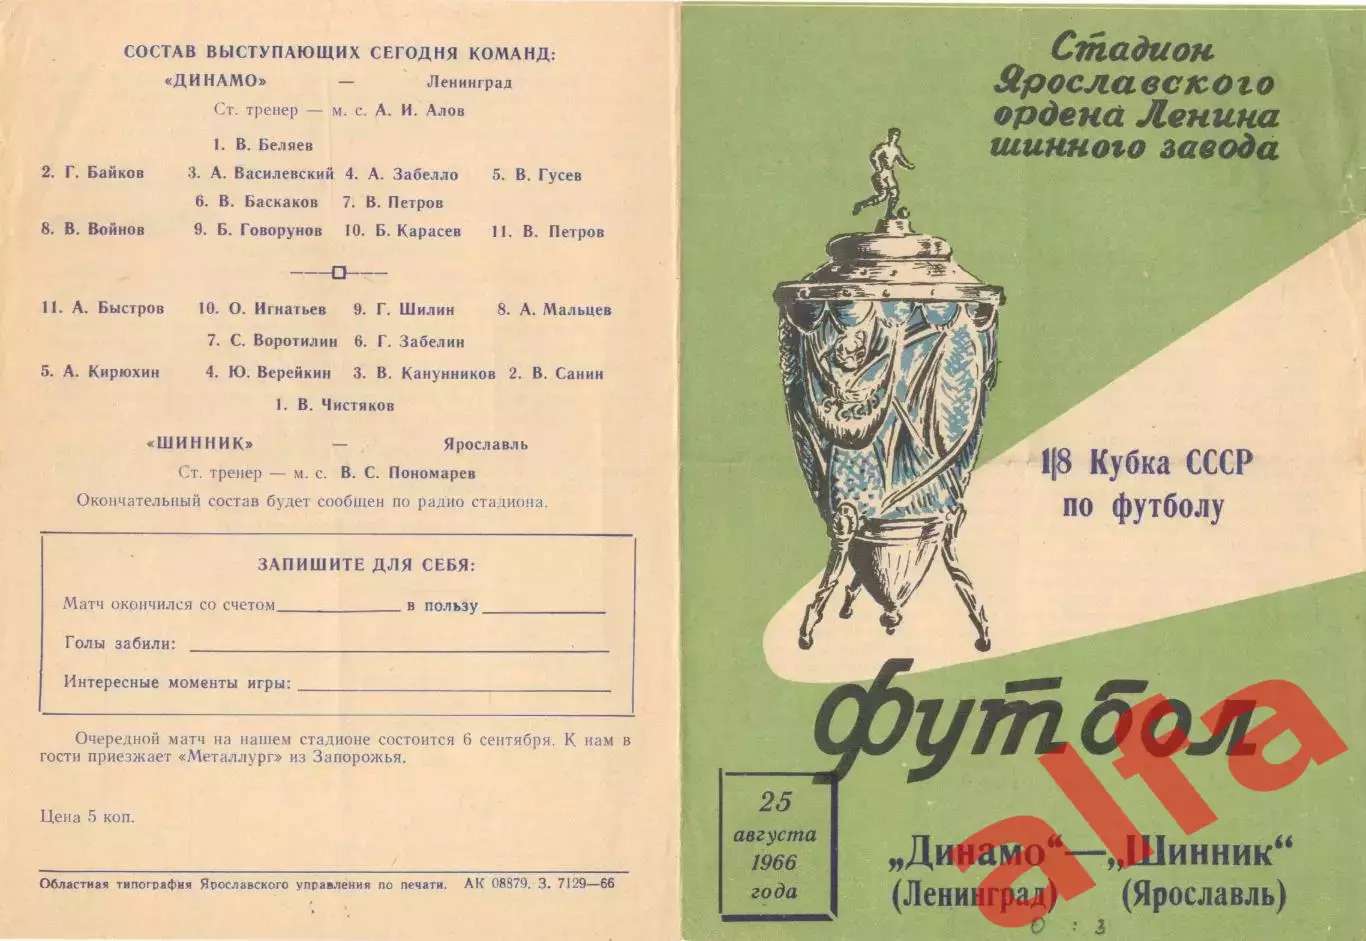 СОСТАВ ВЫСТУПАЮЩИХ СЕГОДНЯ КОМАНД:
«ДИНАМО» — Ленинград
Ст. тренер — м. с. А. И. Алов
1. В. Беляев
2. Г. Байков 3. А. Василевский 4. А. Забелло 5. В. Гусев
6. В. Баскаков 7. В. Петров
8. В. Войнов 9. Б. Говорунов 10. Б. Карасев 11. В. Петров
11. А. Быстров 10. О. Игнатьев 9. Г. Шилин 8. А. Мальцев
7. С. Воротилин 6. Г. Забелин
5. А. Кирюхин 4. Ю. Верейкин 3. В. Канунников 2. В. Санин
1. В. Чистяков
«ШИННИК» — Ярославль
Ст. тренер — м. с. В. С. Пономарев
Окончательный состав будет сообщен по радио стадиона.
ЗАПИШИТЕ ДЛЯ СЕБЯ:
Матч окончился со счетом в пользу
Голы забили:
Интересные моменты игры:
Очередной матч на нашем стадионе состоится 6 сентября. К нам в
гости приезжает «Металлург» из Запорожья.
Цена 5 коп.
Областная типография Ярославского управления по печати. АК 08879. З. 7129—66
Стадион
Ярославского
ордена Ленина
шинного завода
СССР
1/8 Кубка СССР
по футболу
футбол
25
августа
1966
года
„Динамо“—„Шинник“
(Ленинград) (Ярославль)
0 : 3
alfa